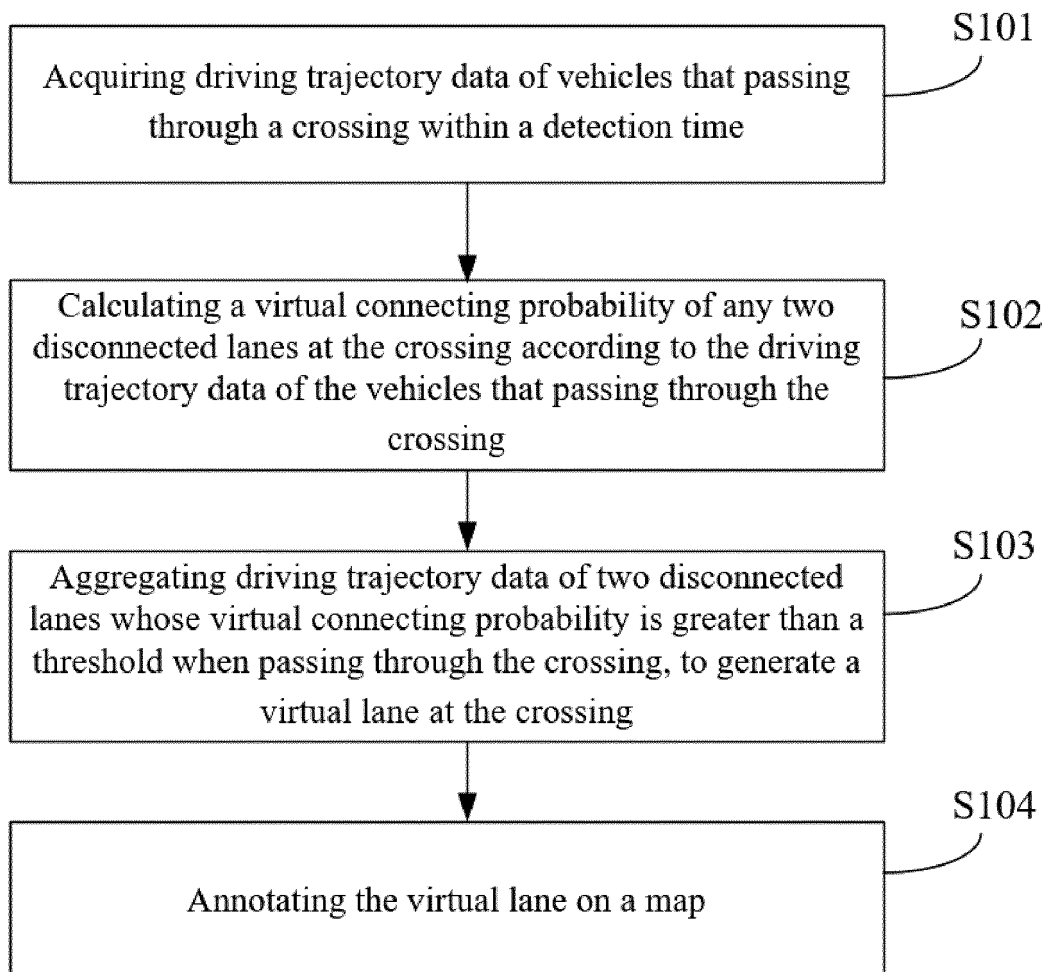 S101
Acquiring driving trajectory data of vehicles that passing
through a crossing within a detection time
S102
Calculating a virtual connecting probability of any two
disconnected lanes at the crossing according to the driving
trajectory data of the vehicles that passing through the
crossing
S103
Aggregating driving trajectory data of two disconnected
lanes whose virtual connecting probability is greater than a
threshold when passing through the crossing, to generate a
virtual lane at the crossing
S104
Annotating the virtual lane on a map